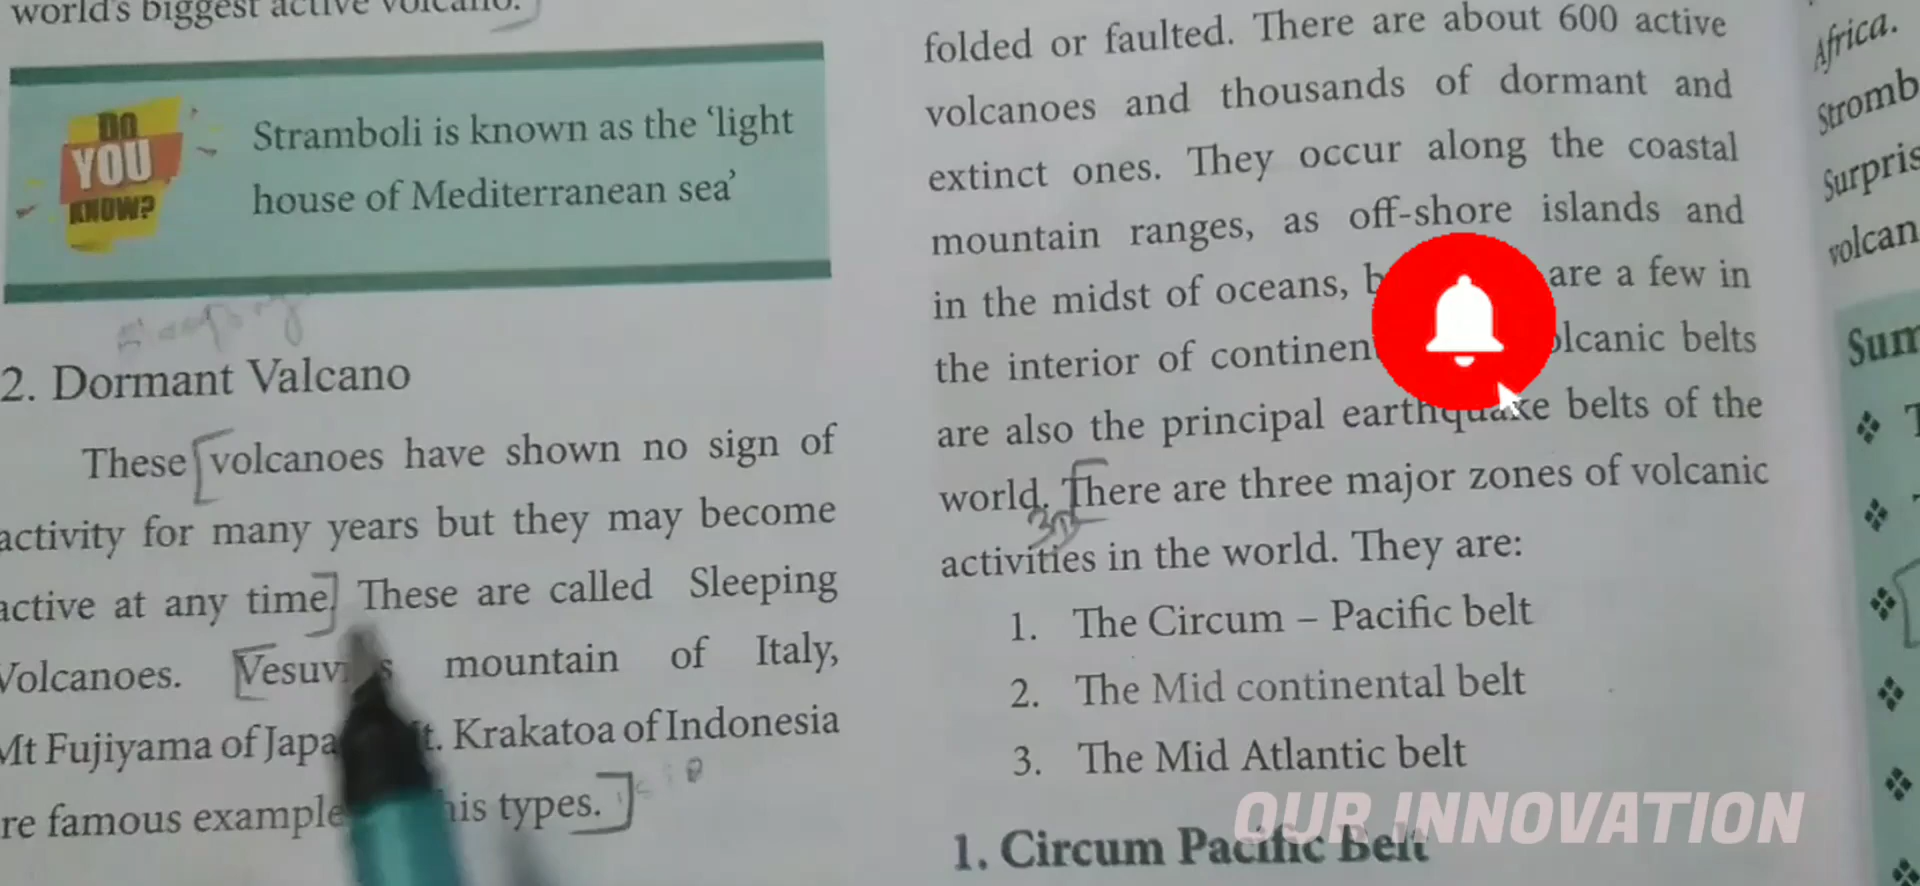 world's biggest active volcano.
DO
YOU
KNOW?
Stramboli is known as the ‘light
house of Mediterranean sea’
2. Dormant Valcano
These volcanoes have shown no sign of
activity for many years but they may become
active at any time. These are called Sleeping
Volcanoes. mountain of Italy,
Mt Fujiyama of Krakatoa of Indonesia
re famous types.
folded or faulted. There are about 600 active
volcanoes and thousands of dormant and
extinct ones. They occur along the coastal
mountain ranges, as off-shore islands and
in the midst of oceans, are a few in
the interior of belts
are also the principal earthquake belts of the
world. There are three major zones of volcanic
activities in the world. They are:
1. The Circum – Pacific belt
2. The Mid continental belt
3. The Mid Atlantic belt
OUR INNOVATION
1. Circum Pacific Belt
Africa.
Stromb
Surpris
volcan
Sum